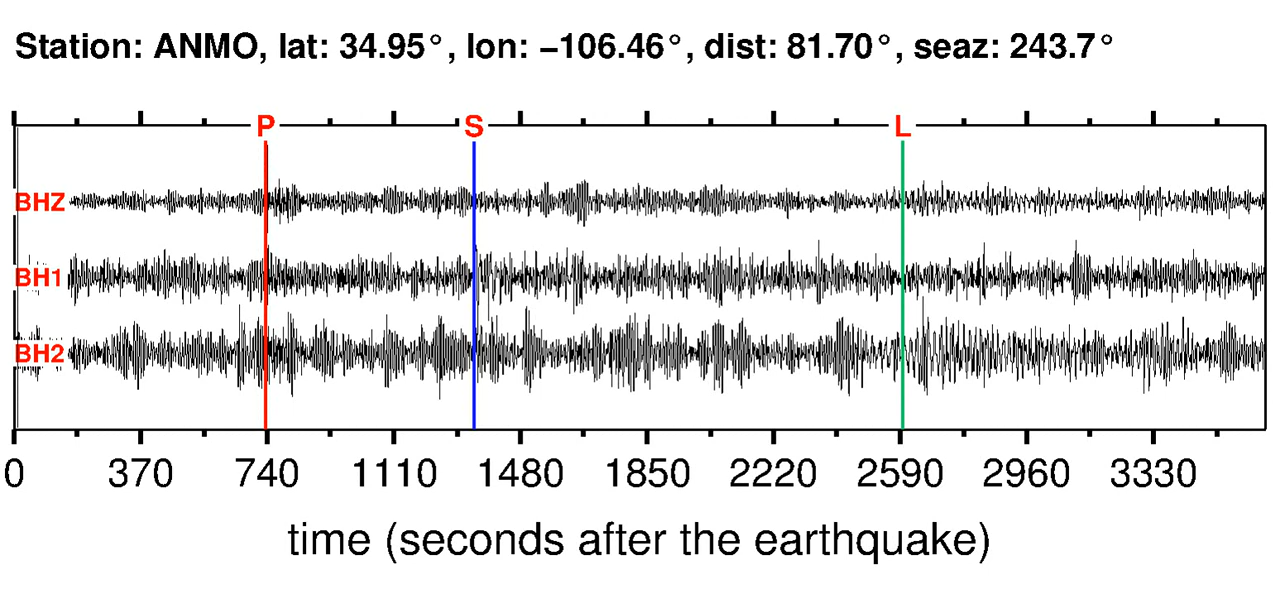 Station: ANMO, lat: 34.95°, lon: −106.46°, dist: 81.70°, seaz: 243.7°
P S L
BHZ
BH1
BH2
0 370 740 1110 1480 1850 2220 2590 2960 3330
time (seconds after the earthquake)